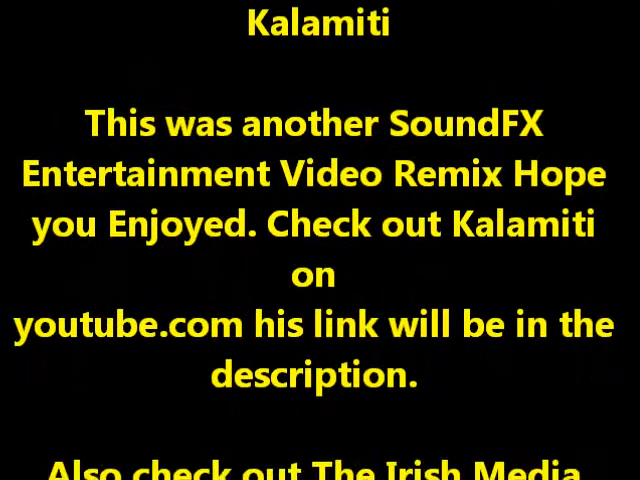 Kalamiti
This was another SoundFX
Entertainment Video Remix Hope
you Enjoyed. Check out Kalamiti
on
youtube.com his link will be in the
description.
Also check out The Irish Media